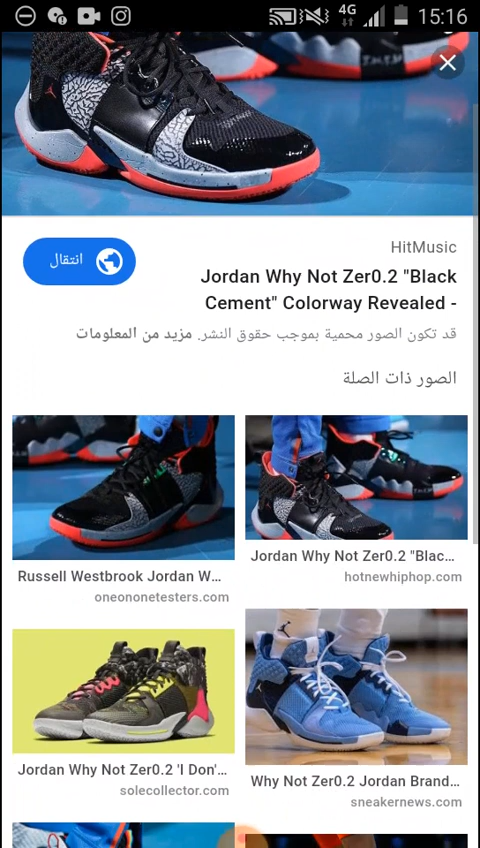 4G
15:16
HitMusic
انتقال
Jordan Why Not Zer0.2 "Black
Cement" Colorway Revealed -
قد تكون الصور محمية بموجب حقوق النشر. مزيد من المعلومات
الصور ذات الصلة
Russell Westbrook Jordan W...
oneononetesters.com
Jordan Why Not Zer0.2 "Blac...
hotnewhiphop.com
Jordan Why Not Zer0.2 'I Don'...
solecollector.com
Why Not Zer0.2 Jordan Brand...
sneakernews.com